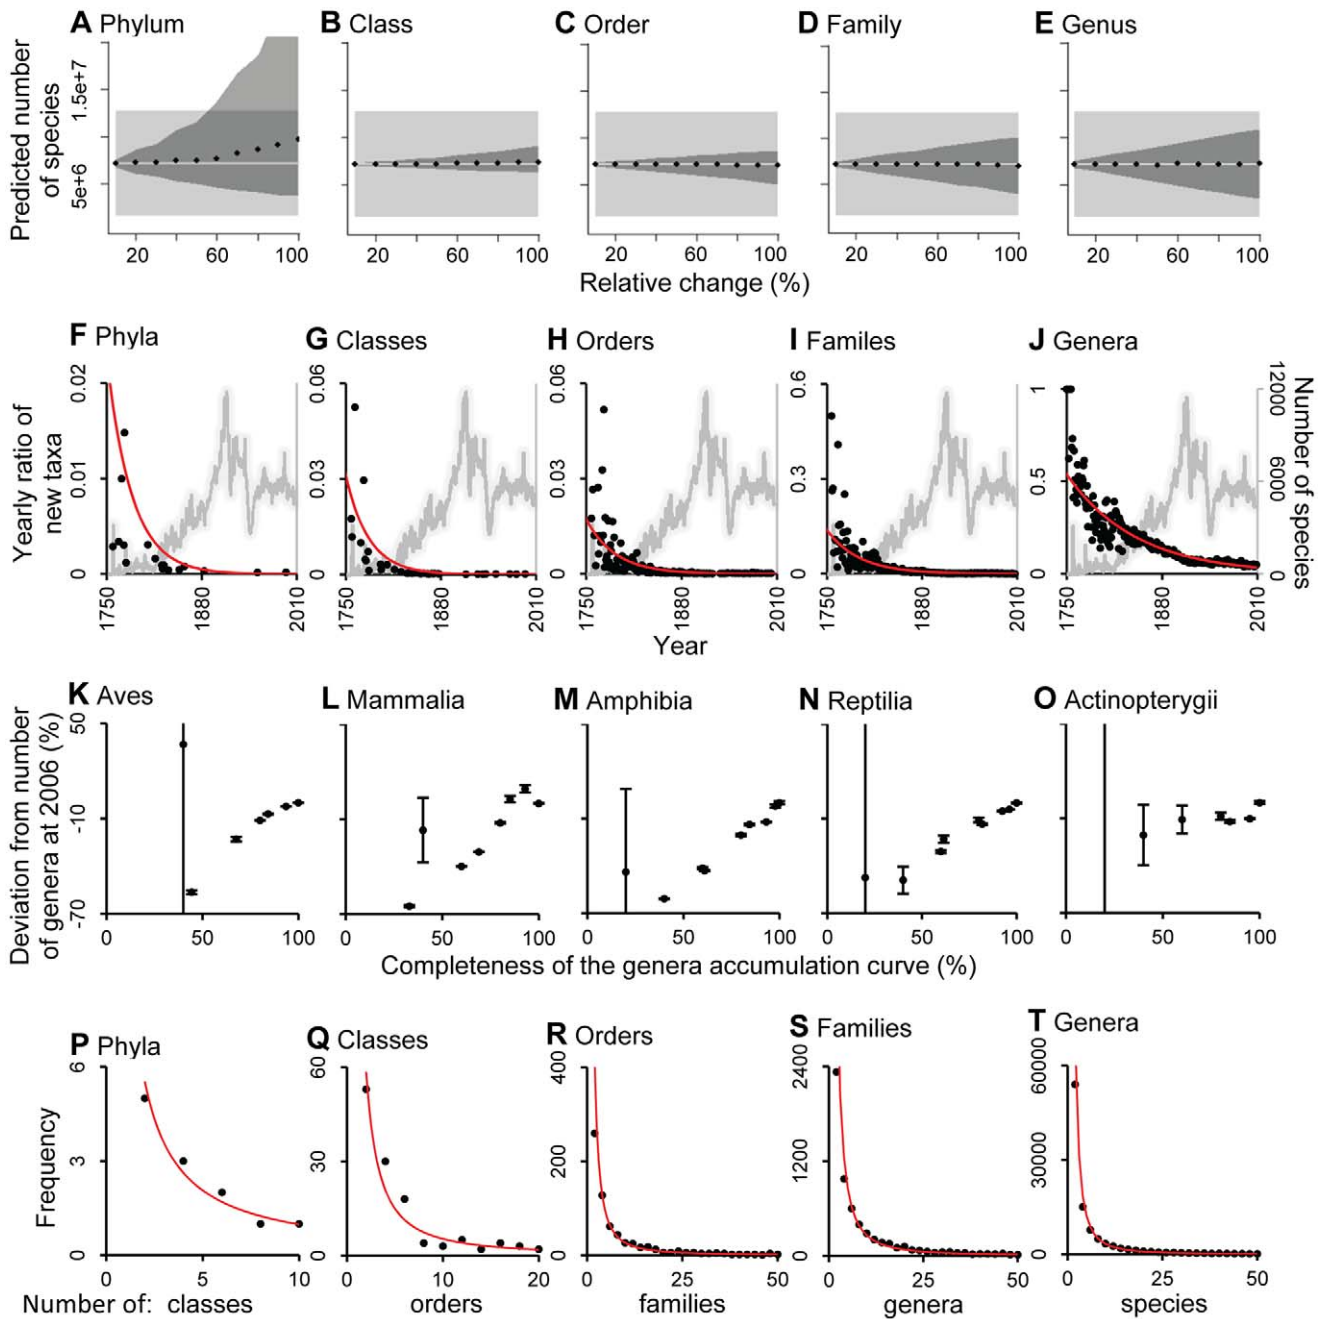 A Phylum
B Class
C Order
D Family
E Genus
Predicted number
of species
5e+6
1.5e+7
20
60
100
20
60
100
20
60
100
20
60
100
20
60
100
Relative change (%)
F Phyla
G Classes
H Orders
I Familes
J Genera
Yearly ratio of
new taxa
0
0.01
0.02
0
0.03
0.06
0
0.03
0.06
0
0.3
0.6
0
0.5
1
0
6000
12000
Number of species
1750
1880
2010
1750
1880
2010
1750
1880
2010
1750
1880
2010
1750
1880
2010
Year
K Aves
L Mammalia
M Amphibia
N Reptilia
O Actinopterygii
Deviation from number
of genera at 2006 (%)
-70
-10
50
0
50
100
0
50
100
0
50
100
0
50
100
0
50
100
Completeness of the genera accumulation curve (%)
P Phyla
Q Classes
R Orders
S Families
T Genera
Frequency
0
3
6
0
30
60
0
200
400
0
1200
2400
0
30000
60000
0
5
10
0
10
20
0
25
50
0
25
50
0
25
50
Number of: classes
orders
families
genera
species